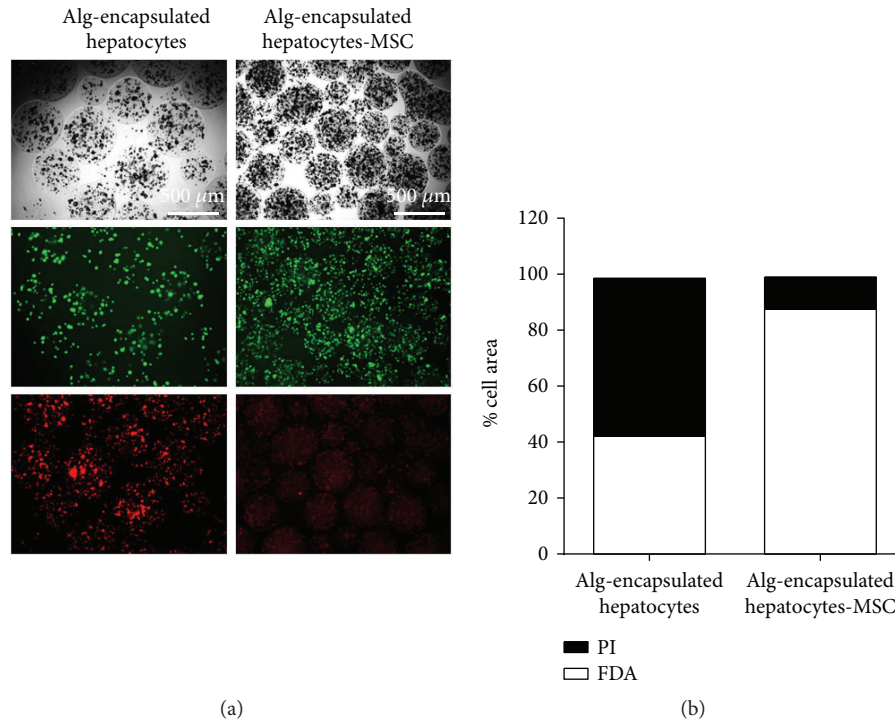 Alg-encapsulated
hepatocytes
Alg-encapsulated
hepatocytes-MSC
500 μm
500 μm
120
100
80
60
40
20
0
% cell area
Alg-encapsulated
hepatocytes
Alg-encapsulated
hepatocytes-MSC
PI
FDA
(a)
(b)